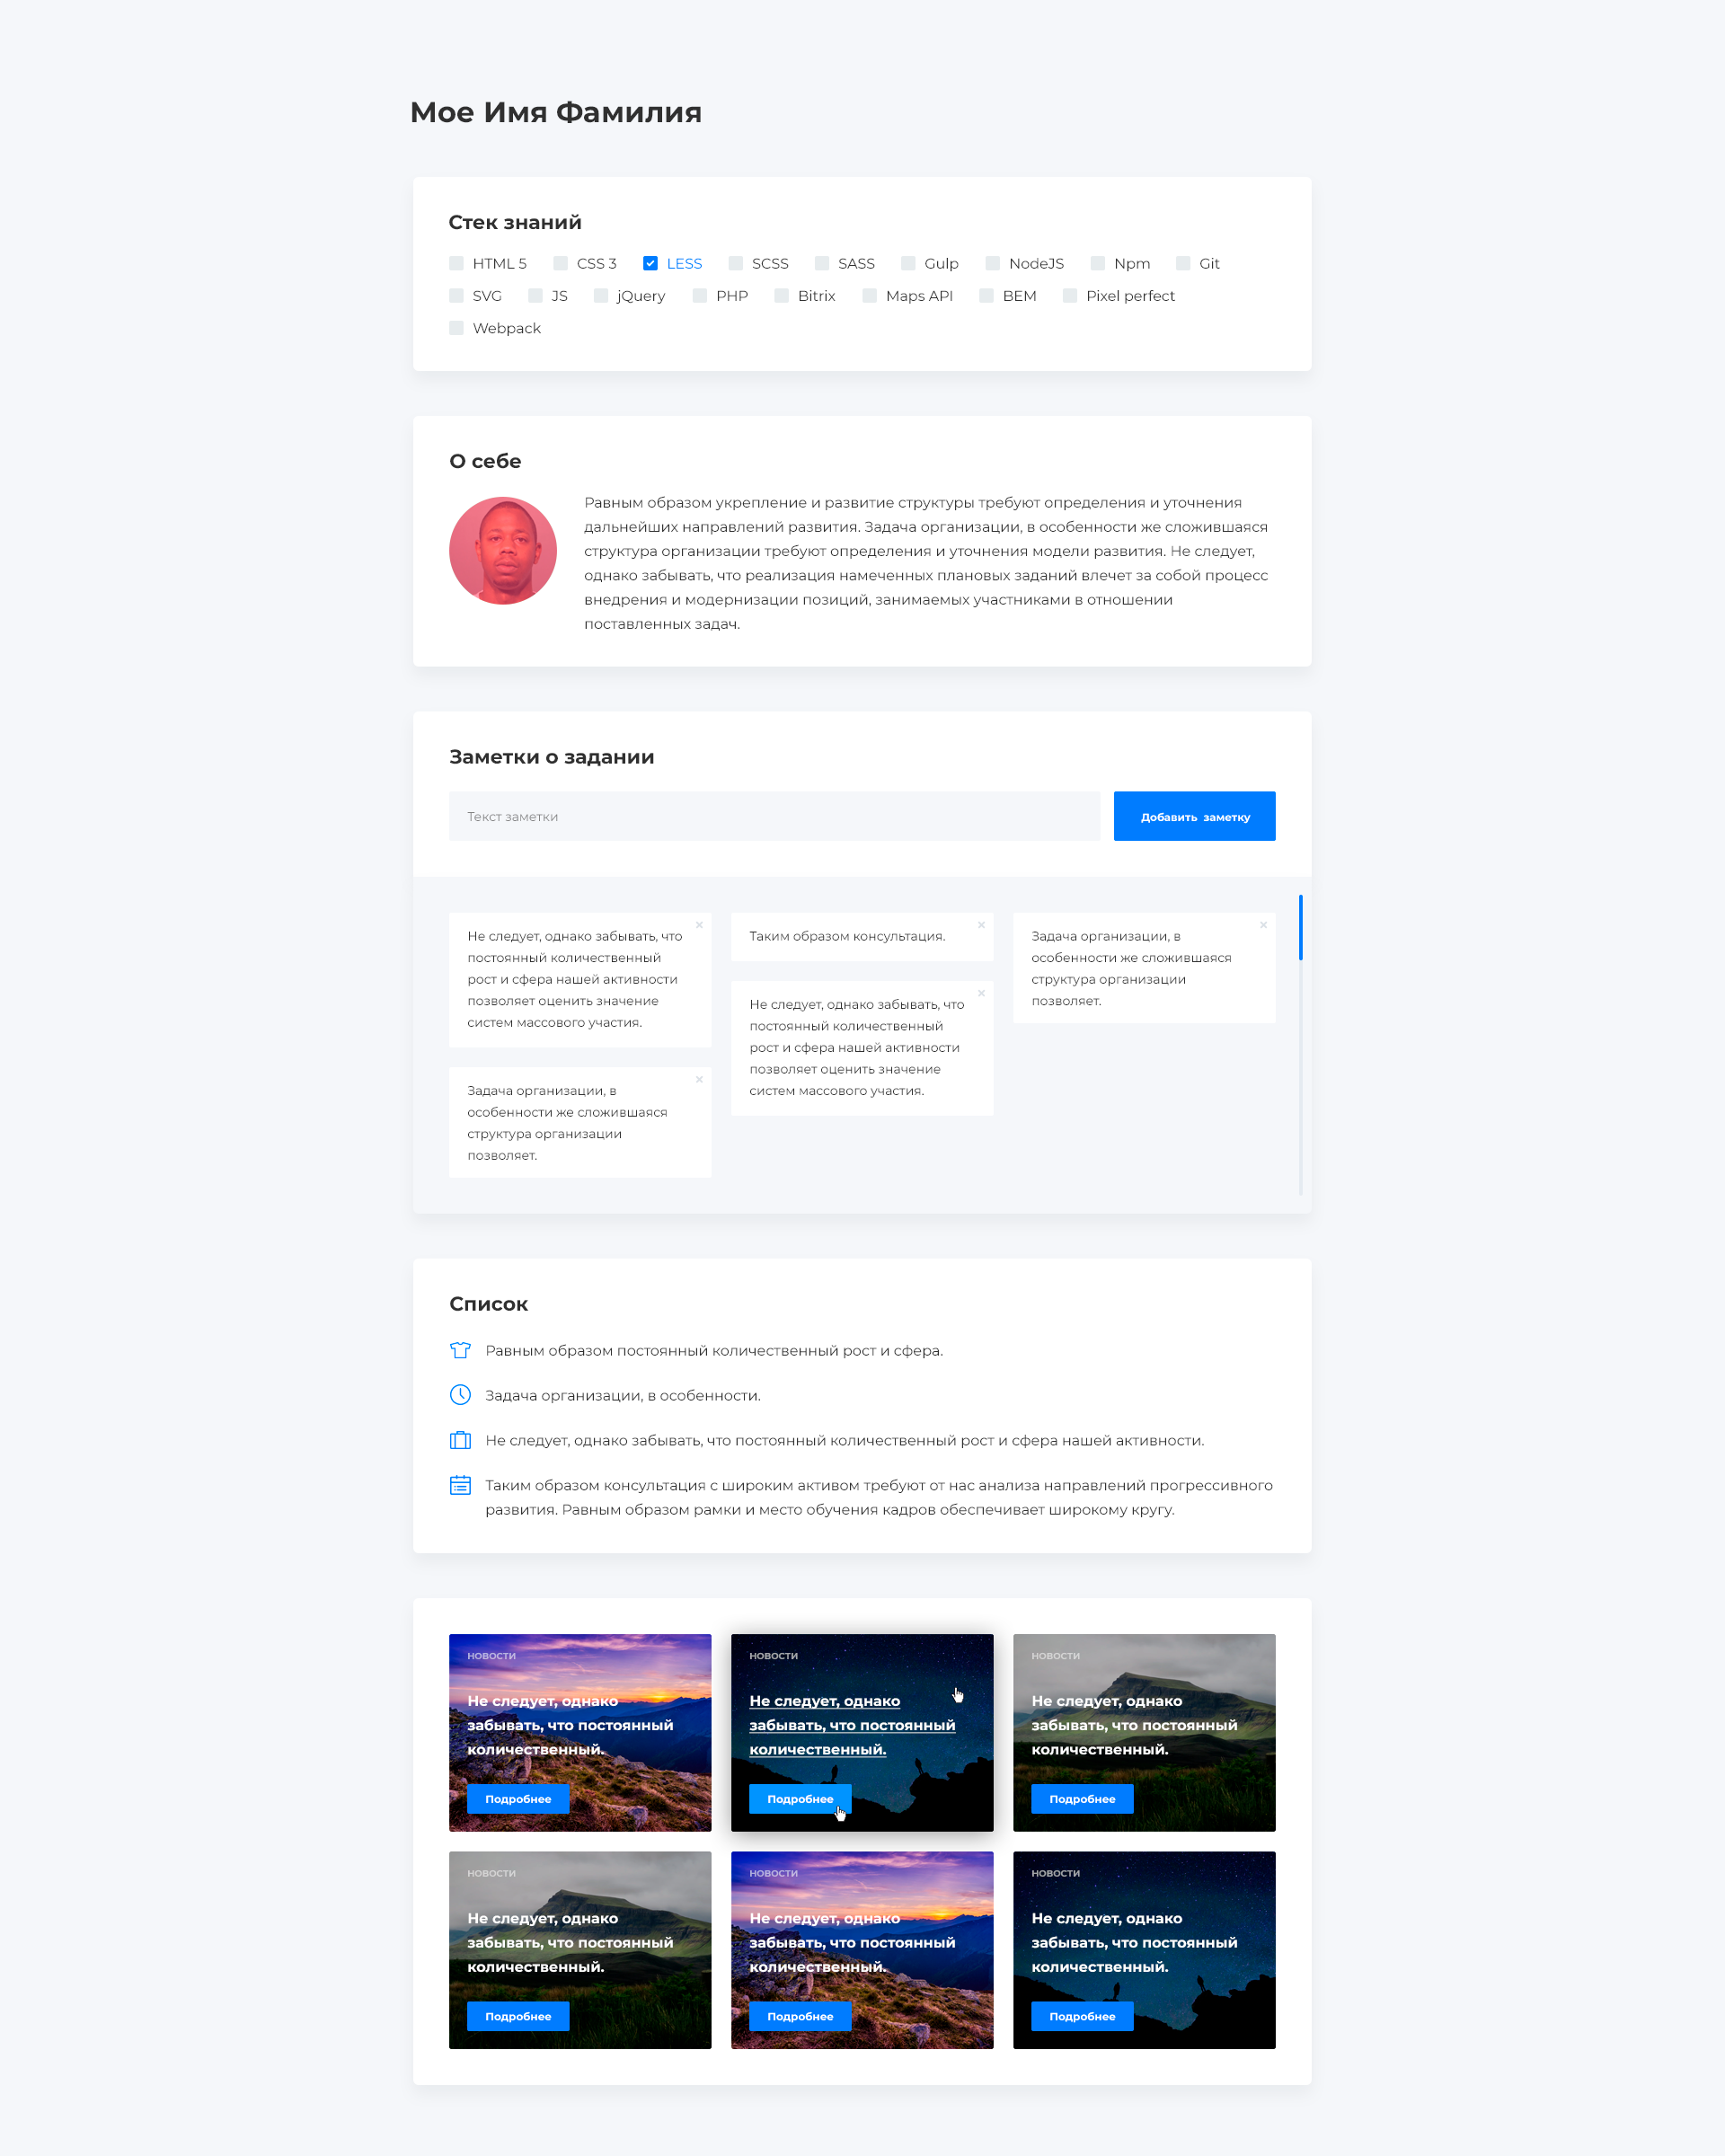 Мое Имя Фамилия
Стек знаний
HTML 5 CSS 3 LESS SCSS SASS Gulp NodeJS Npm Git
SVG JS jQuery PHP Bitrix Maps API BEM Pixel perfect
Webpack
О себе
Равным образом укрепление и развитие структуры требуют определения и уточнения
дальнейших направлений развития. Задача организации, в особенности же сложившаяся
структура организации требуют определения и уточнения модели развития. Не следует,
однако забывать, что реализация намеченных плановых заданий влечет за собой процесс
внедрения и модернизации позиций, занимаемых участниками в отношении
поставленных задач.
Заметки о задании
Текст заметки
Добавить заметку
Не следует, однако забывать, что
постоянный количественный
рост и сфера нашей активности
позволяет оценить значение
систем массового участия.
Задача организации, в
особенности же сложившаяся
структура организации
позволяет.
Таким образом консультация.
Не следует, однако забывать, что
постоянный количественный
рост и сфера нашей активности
позволяет оценить значение
систем массового участия.
Задача организации, в
особенности же сложившаяся
структура организации
позволяет.
Список
Равным образом постоянный количественный рост и сфера.
Задача организации, в особенности.
Не следует, однако забывать, что постоянный количественный рост и сфера нашей активности.
Таким образом консультация с широким активом требуют от нас анализа направлений прогрессивного
развития. Равным образом рамки и место обучения кадров обеспечивает широкому кругу.
НОВОСТИ
Не следует, однако
забывать, что постоянный
количественный.
Подробнее
НОВОСТИ
Не следует, однако
забывать, что постоянный
количественный.
Подробнее
НОВОСТИ
Не следует, однако
забывать, что постоянный
количественный.
Подробнее
НОВОСТИ
Не следует, однако
забывать, что постоянный
количественный.
Подробнее
НОВОСТИ
Не следует, однако
забывать, что постоянный
количественный.
Подробнее
НОВОСТИ
Не следует, однако
забывать, что постоянный
количественный.
Подробнее